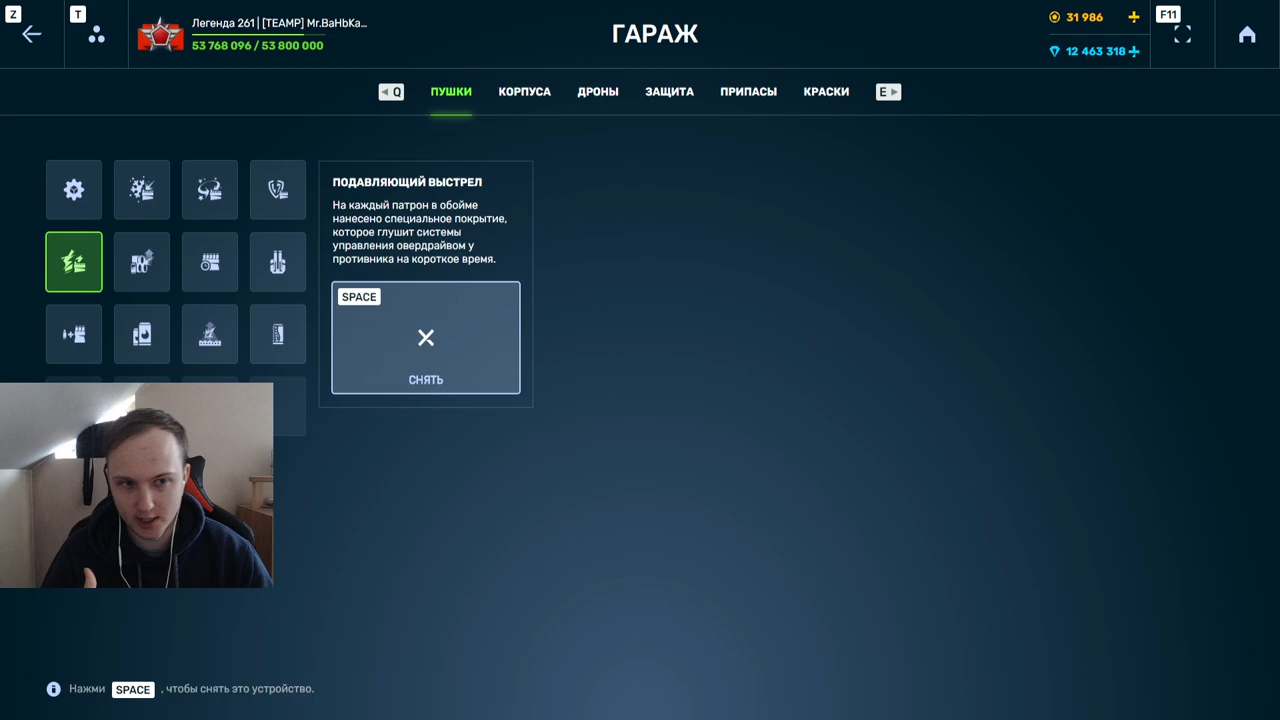 Z
T
Легенда 261 | [TEAMP] Mr.BaHbKa...
53 768 096 / 53 800 000
ГАРАЖ
31 986
12 463 318
F11
Q
ПУШКИ
КОРПУСА
ДРОНЫ
ЗАЩИТА
ПРИПАСЫ
КРАСКИ
E
ПОДАВЛЯЮЩИЙ ВЫСТРЕЛ
На каждый патрон в обойме
нанесено специальное покрытие,
которое глушит системы
управления овердрайвом у
противника на короткое время.
SPACE
СНЯТЬ
Нажми SPACE , чтобы снять это устройство.